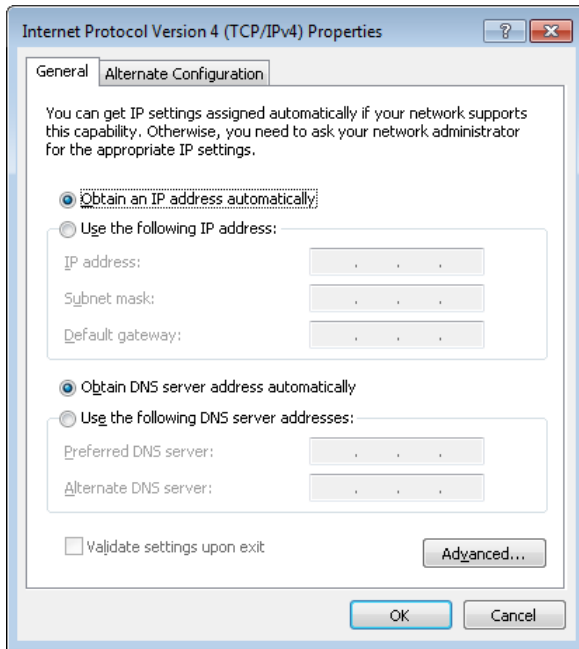 Internet Protocol Version 4 (TCP/IPv4) Properties
?
General
Alternate Configuration
You can get IP settings assigned automatically if your network supports
this capability. Otherwise, you need to ask your network administrator
for the appropriate IP settings.
Obtain an IP address automatically
Use the following IP address:
IP address:
Subnet mask:
Default gateway:
Obtain DNS server address automatically
Use the following DNS server addresses:
Preferred DNS server:
Alternate DNS server:
Validate settings upon exit
Advanced...
OK
Cancel